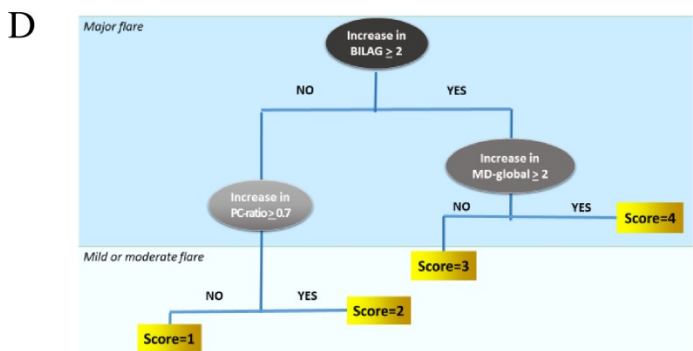 D
Major flare
Increase in
BILAG ≥ 2
NO
YES
Increase in
MD-global ≥ 2
Increase in
PC-ratio ≥ 0.7
NO
YES
Score=4
Score=3
Mild or moderate flare
NO
YES
Score=2
Score=1